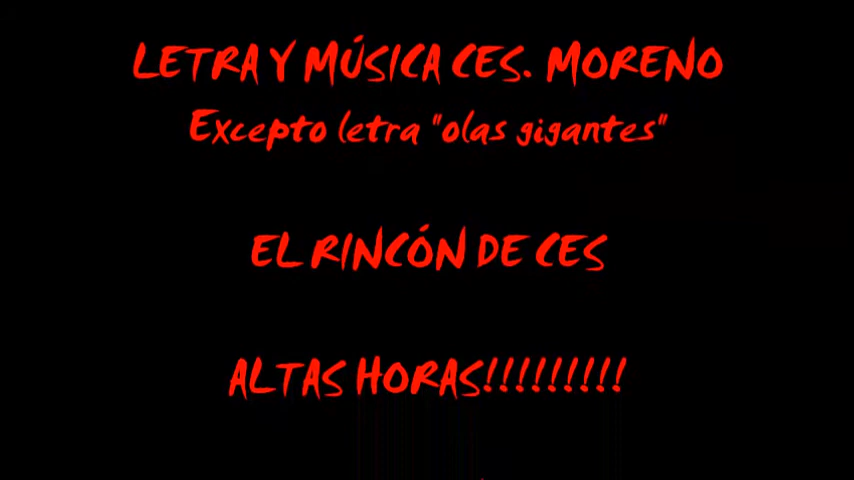 LETRA Y MÚSICA CES. MORENO
Excepto letra "olas gigantes"
EL RINCÓN DE CES
ALTAS HORAS!!!!!!!!!